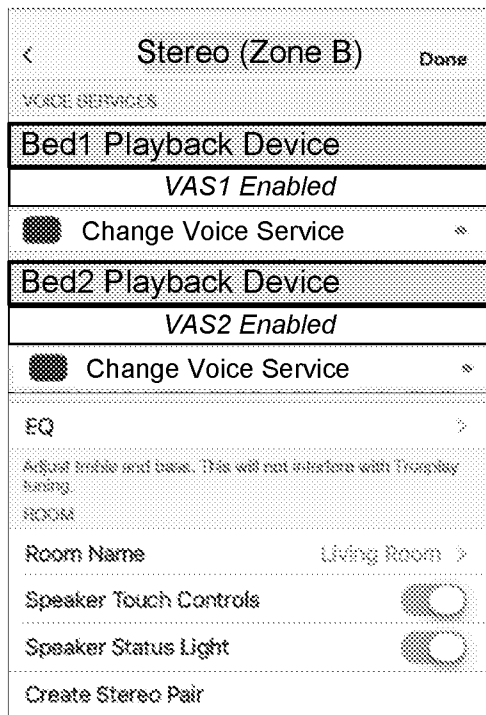 Stereo (Zone B) Done
VOICE SERVICES
Bed1 Playback Device
VAS1 Enabled
Change Voice Service
Bed2 Playback Device
VAS2 Enabled
Change Voice Service
EQ
Adjust treble and bass. This will not interfere with Trueplay
tuning.
ROOM
Room Name Living Room
Speaker Touch Controls
Speaker Status Light
Create Stereo Pair